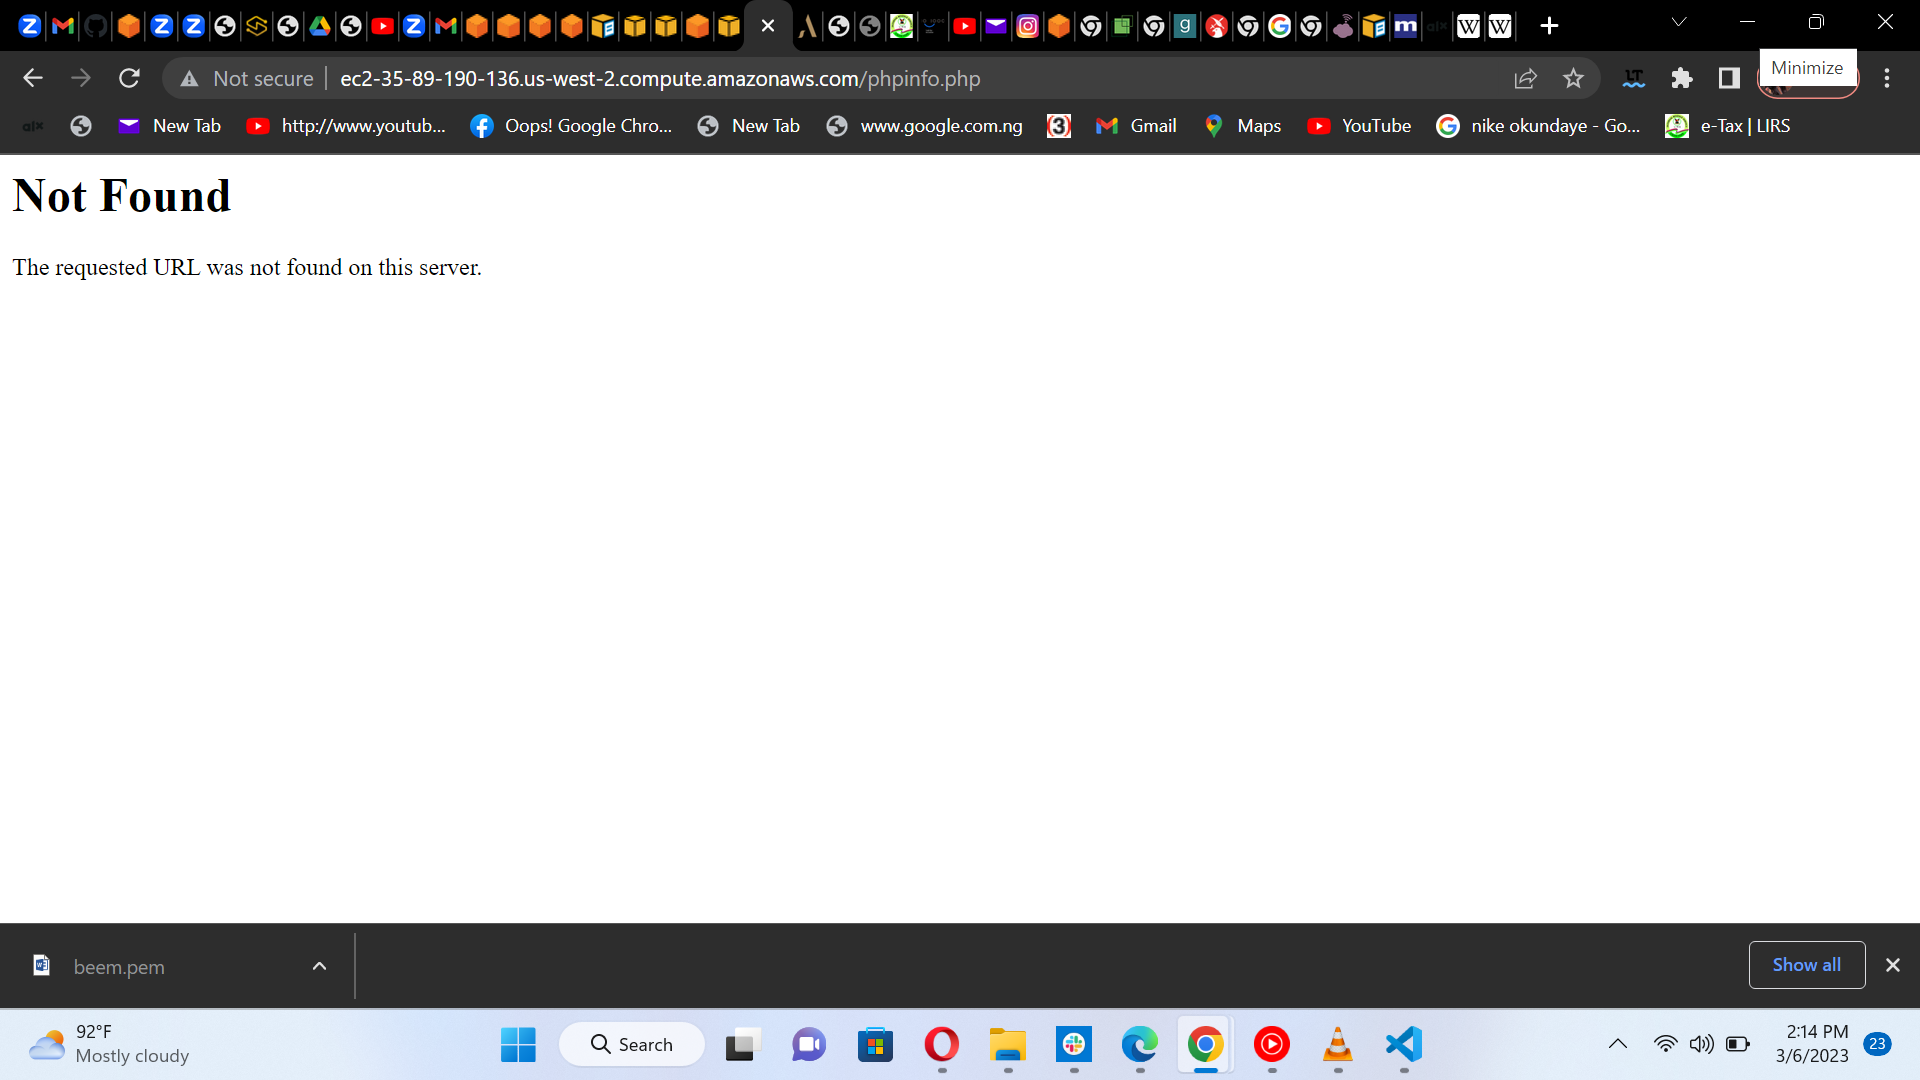 Not secure
ec2-35-89-190-136.us-west-2.compute.amazonaws.com/phpinfo.php
Minimize
alx
New Tab
http://www.youtub...
Oops! Google Chro...
New Tab
www.google.com.ng
Gmail
Maps
YouTube
nike okundaye - Go...
e-Tax | LIRS
Not Found
The requested URL was not found on this server.
beem.pem
Show all
92°F
Mostly cloudy
Search
2:14 PM
3/6/2023
23